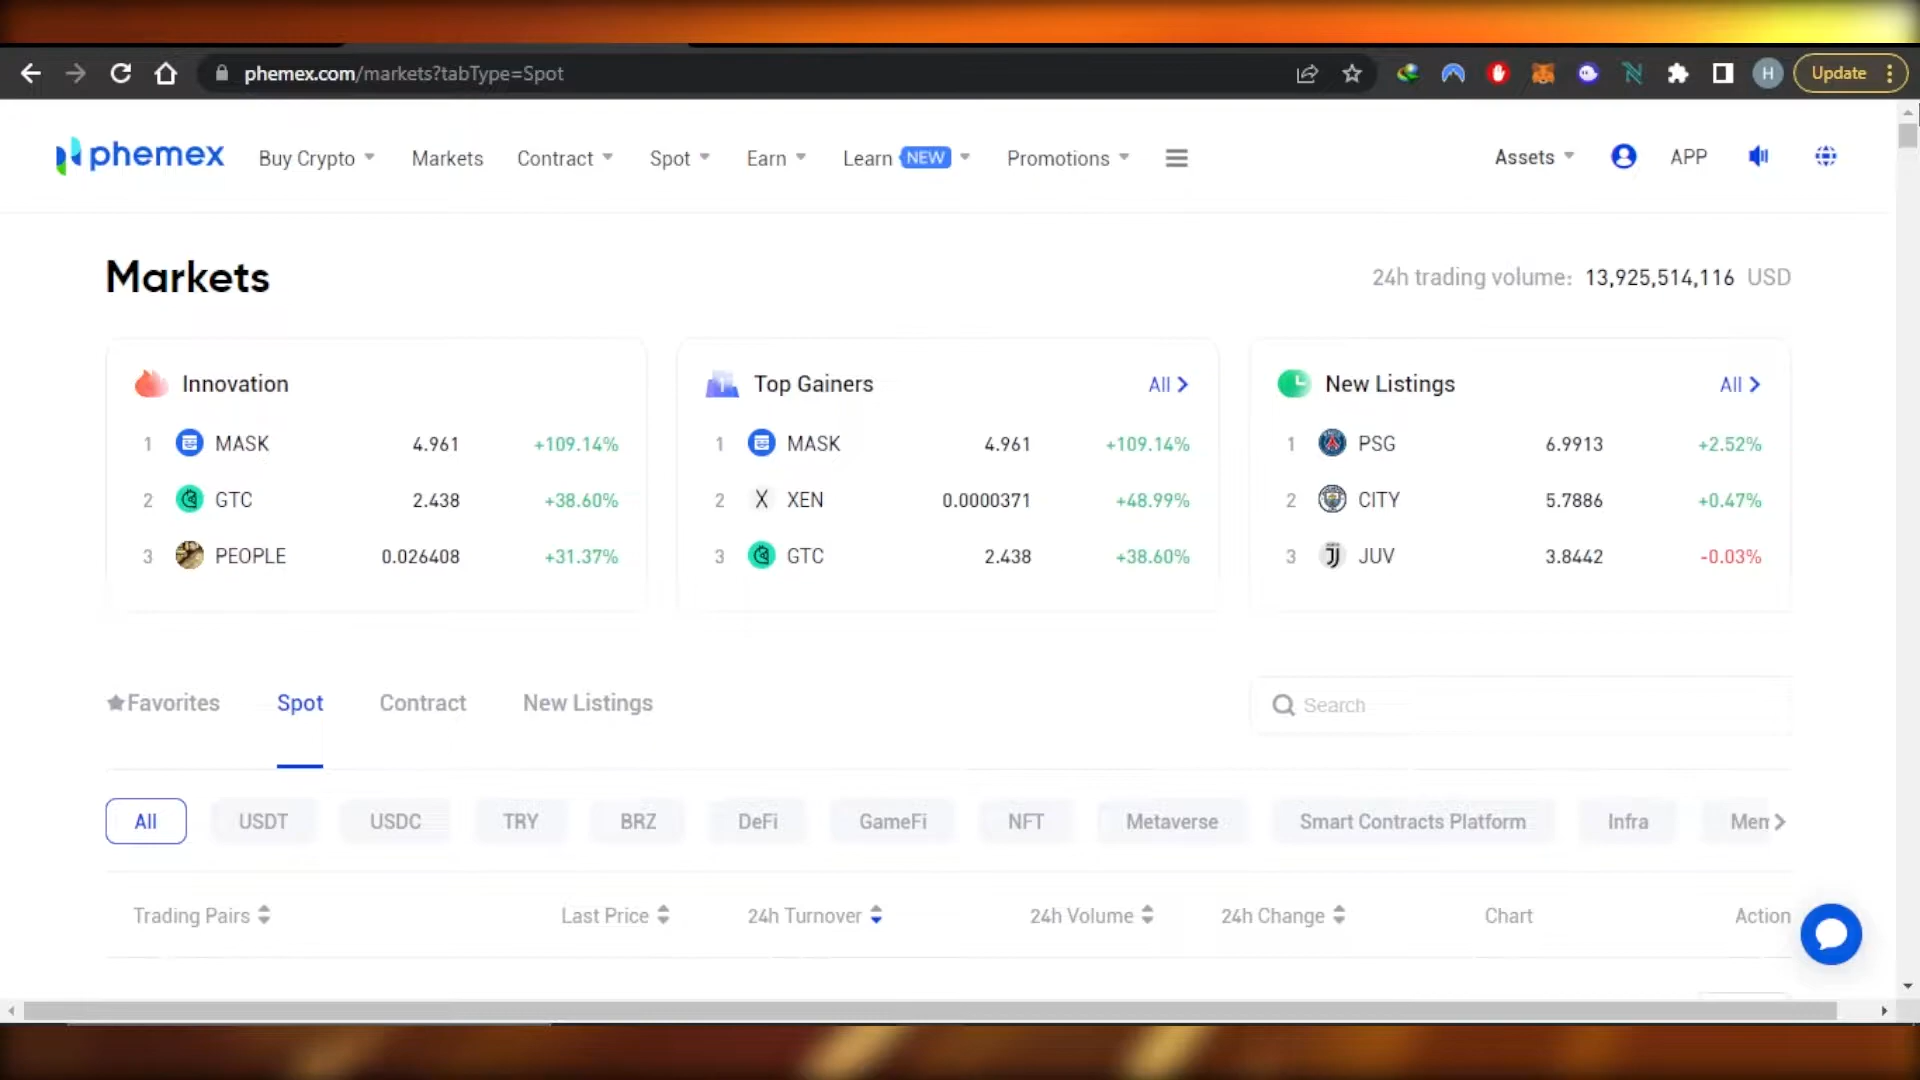 phemex.com/markets?tabType=Spot
H
Update
phemex
Buy Crypto
Markets
Contract
Spot
Earn
Learn NEW
Promotions
Assets
APP
Markets
24h trading volume: 13,925,514,116 USD
Innovation
1 MASK 4.961 +109.14%
2 GTC 2.438 +38.60%
3 PEOPLE 0.026408 +31.37%
Top Gainers All
1 MASK 4.961 +109.14%
2 XEN 0.0000371 +48.99%
3 GTC 2.438 +38.60%
New Listings All
1 PSG 6.9913 +2.52%
2 CITY 5.7886 +0.47%
3 JUV 3.8442 -0.03%
Favorites Spot Contract New Listings
Search
All USDT USDC TRY BRZ DeFi GameFi NFT Metaverse Smart Contracts Platform Infra
Trading Pairs Last Price 24h Turnover 24h Volume 24h Change Chart Action